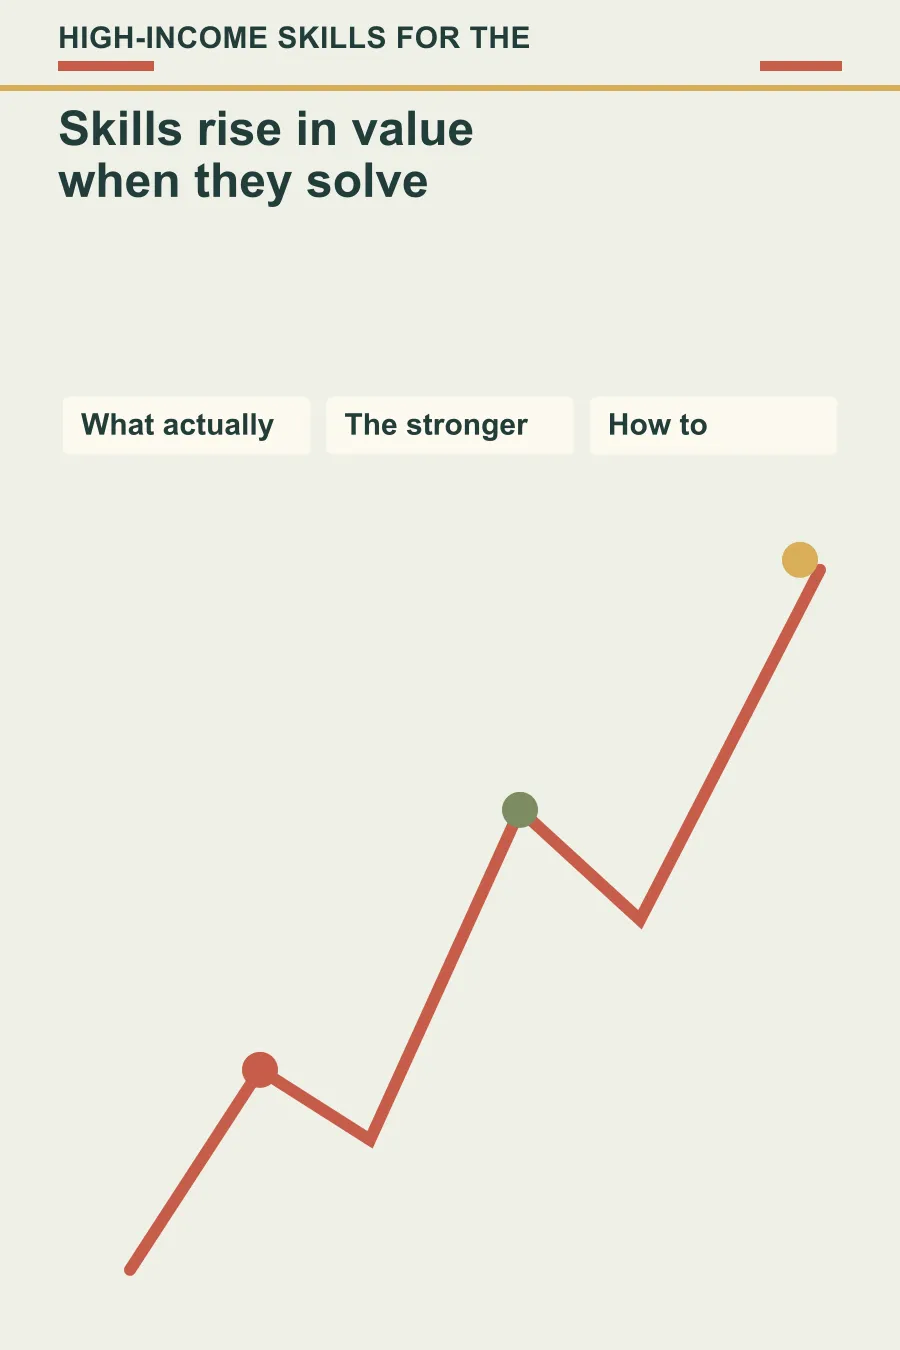 HIGH-INCOME SKILLS FOR THE
Skills rise in value
when they solve
What actually
The stronger
How to